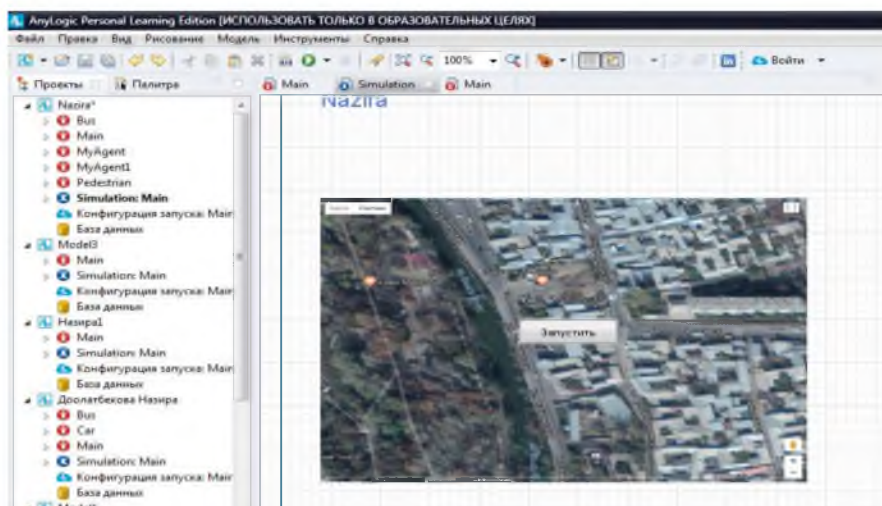 AnyLogic Personal Learning Edition [ИСПОЛЬЗОВАТЬ ТОЛЬКО В ОБРАЗОВАТЕЛЬНЫХ ЦЕЛЯХ]
Файл Правка Вид Рисование Модель Инструменты Справка
100% Войти
Проекты Палитра Main Simulation Main
Nazira
Nazira*
Bus
Main
MyAgent
MyAgent1
Pedestrian
Simulation: Main
Конфигурация запуска: Main
База данных
Model3
Main
Simulation: Main
Конфигурация запуска: Main
База данных
Назира1
Main
Simulation: Main
Конфигурация запуска: Main
База данных
Доолатбекова Назира
Bus
Car
Main
Simulation: Main
Конфигурация запуска: Main
База данных
Запустить